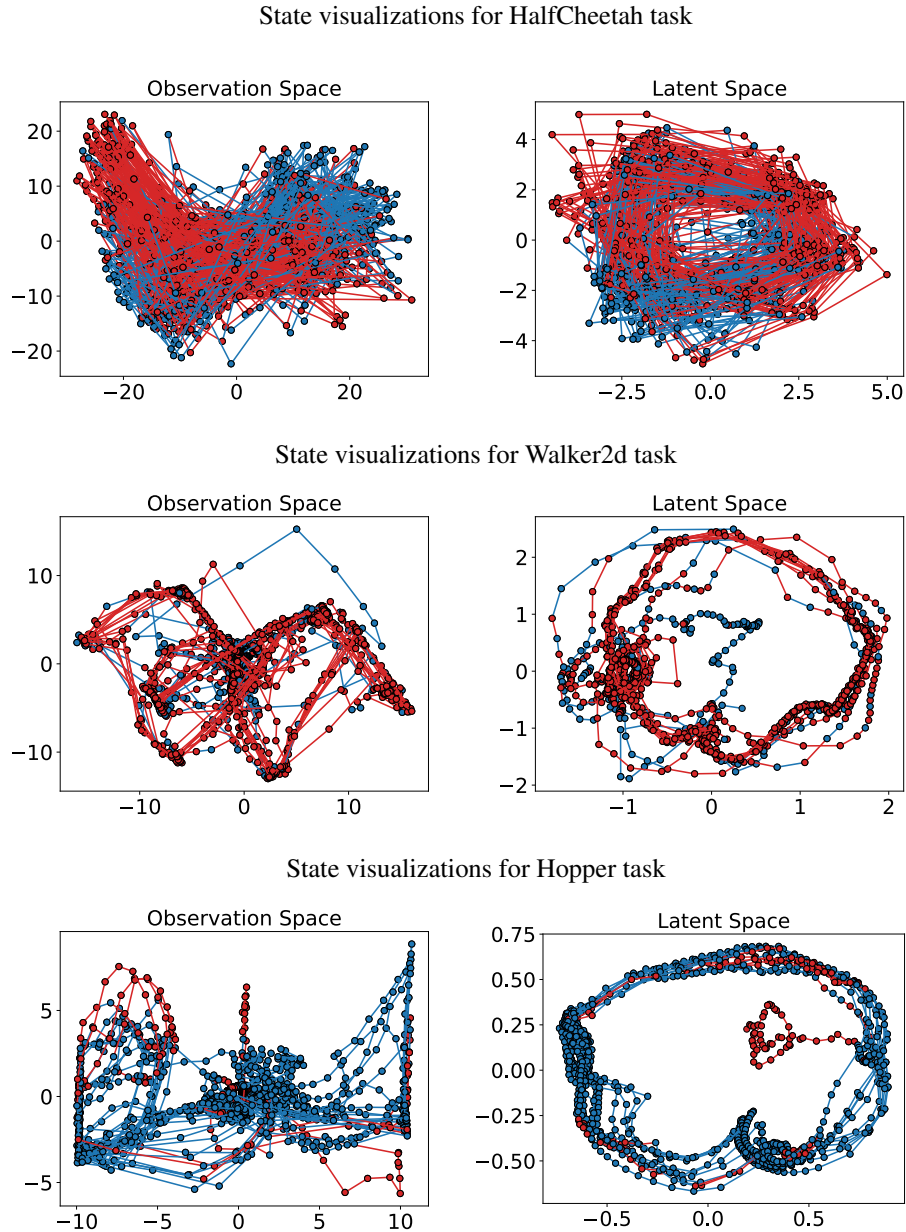 State visualizations for HalfCheetah task
Observation Space
Latent Space
20
10
0
−10
−20
−20 0 20
4
2
0
−2
−4
−2.5 0.0 2.5 5.0
State visualizations for Walker2d task
Observation Space
Latent Space
10
0
−10
−10 0 10
2
1
0
−1
−2
−1 0 1 2
State visualizations for Hopper task
Observation Space
Latent Space
5
0
−5
−10 −5 0 5 10
0.75
0.50
0.25
0.00
−0.25
−0.50
−0.5 0.0 0.5